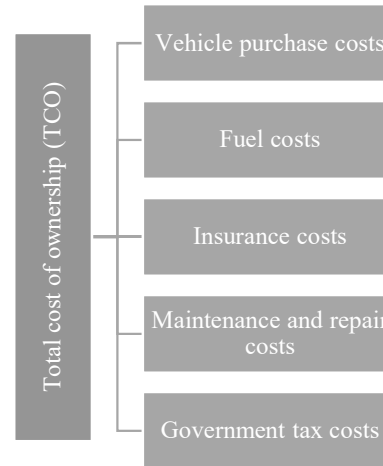 Total cost of ownership (TCO)
Vehicle purchase costs
Fuel costs
Insurance costs
Maintenance and repair
costs
Government tax costs